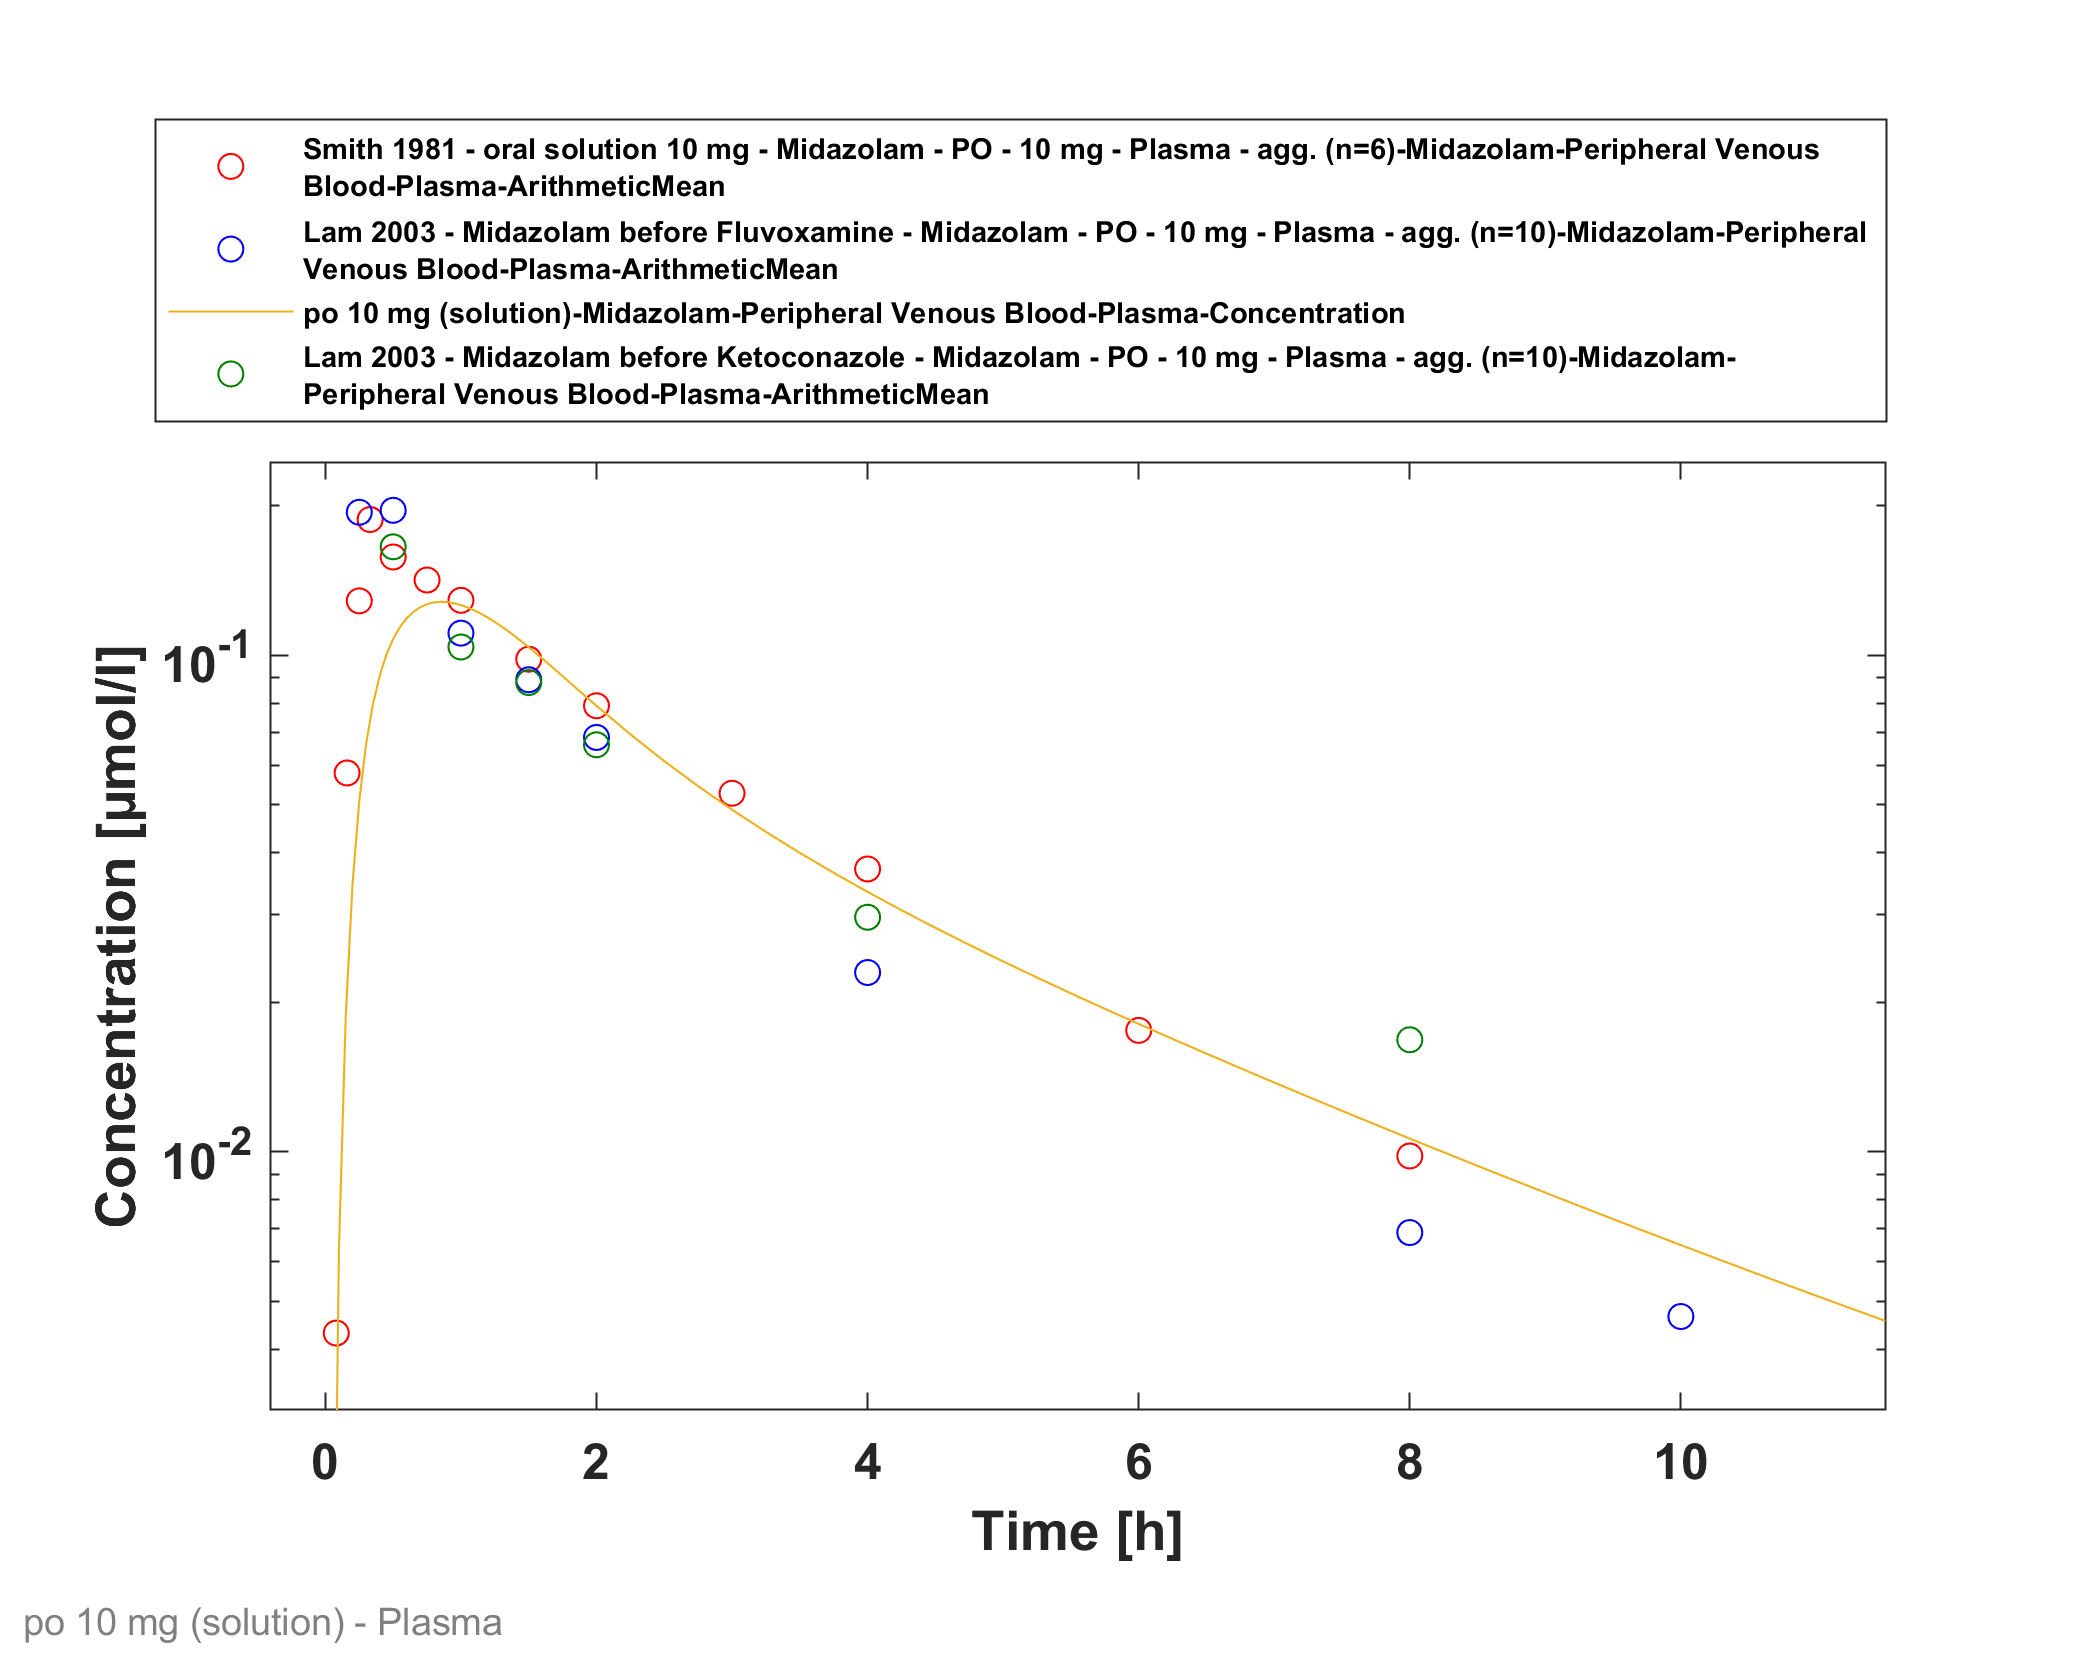 Smith 1981 - oral solution 10 mg - Midazolam - PO - 10 mg - Plasma - agg. (n=6)-Midazolam-Peripheral Venous
Blood-Plasma-ArithmeticMean
Lam 2003 - Midazolam before Fluvoxamine - Midazolam - PO - 10 mg - Plasma - agg. (n=10)-Midazolam-Peripheral
Venous Blood-Plasma-ArithmeticMean
po 10 mg (solution)-Midazolam-Peripheral Venous Blood-Plasma-Concentration
Lam 2003 - Midazolam before Ketoconazole - Midazolam - PO - 10 mg - Plasma - agg. (n=10)-Midazolam-
Peripheral Venous Blood-Plasma-ArithmeticMean
Concentration [µmol/l]
10-1
10-2
0 2 4 6 8 10
Time [h]
po 10 mg (solution) - Plasma